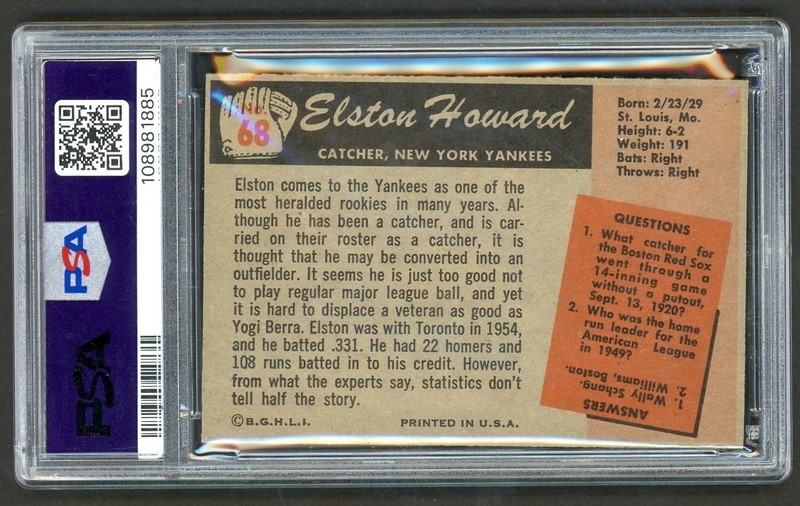 108981885
PSA
PSA
No.
68
Elston Howard
CATCHER, NEW YORK YANKEES
Born: 2/23/29
St. Louis, Mo.
Height: 6-2
Weight: 191
Bats: Right
Throws: Right
Elston comes to the Yankees as one of the
most heralded rookies in many years. Al-
though he has been a catcher, and is car-
ried on their roster as a catcher, it is
thought that he may be converted into an
outfielder. It seems he is just too good not
to play regular major league ball, and yet
it is hard to displace a veteran as good as
Yogi Berra. Elston was with Toronto in 1954,
and he batted .331. He had 22 homers and
108 runs batted in to his credit. However,
from what the experts say, statistics don't
tell half the story.
©B.G.H.L.I.
PRINTED IN U.S.A.
QUESTIONS
1. What catcher for
the Boston Red Sox
went through a
14-inning game
without a putout,
Sept. 13, 1920?
2. Who was the home
run leader for the
American League
in 1949?
ANSWERS
1. Wally Schang.
2. Williams, Boston.